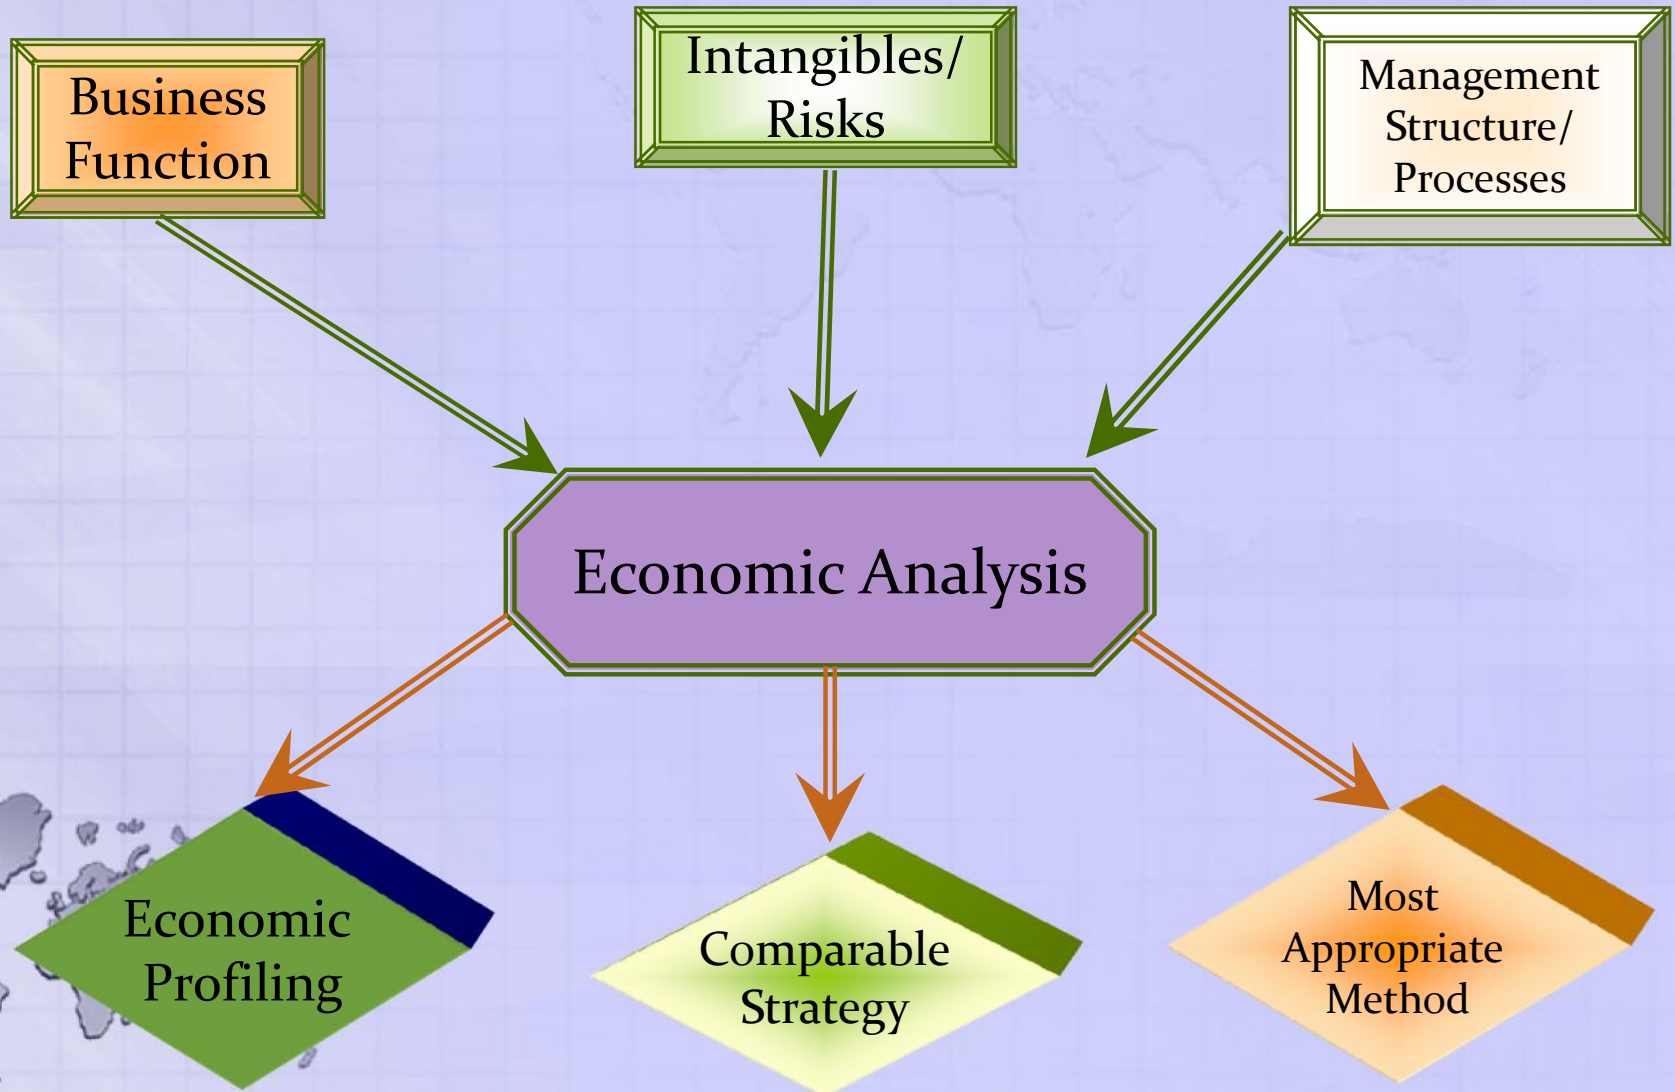 Business
Function
Intangibles/
Risks
Management
Structure/
Processes
Economic Analysis
Economic
Profiling
Comparable
Strategy
Most
Appropriate
Method